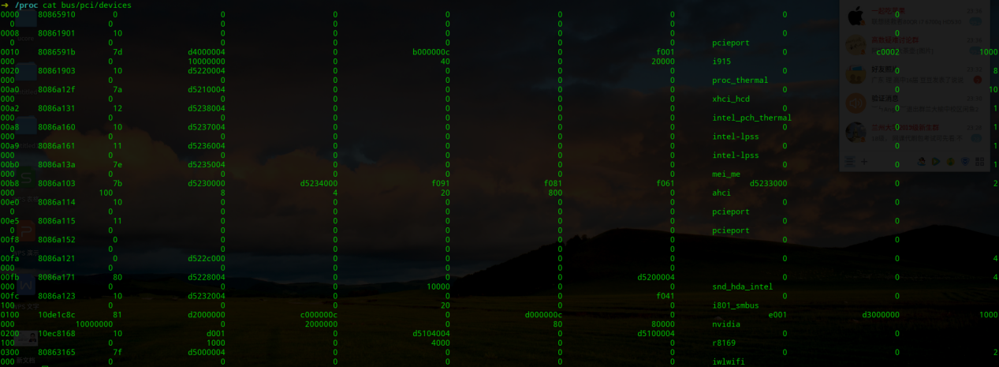 ➜ /proc cat bus/pci/devices
0000 80865910 0 0 0 0 0 0 0 0
0 0 0 0 0 0 0
0008 80861901 10 0 0 0 0 0 0 0
0 0 0 0 0 0 0 pcieport
0010 8086591b 7d d4000004 0 b000000c 0 f001 0 c0002 1000
000 0 10000000 0 40 0 20000 i915
0020 80861903 10 d5220004 0 0 0 0 0 0 8
000 0 0 0 0 0 0 proc_thermal
00a0 8086a12f 7a d5210004 0 0 0 0 0 0 10
000 0 0 0 0 0 0 xhci_hcd
00a2 8086a131 12 d5238004 0 0 0 0 0 0 1
000 0 0 0 0 0 0 intel_pch_thermal
00a8 8086a160 10 d5237004 0 0 0 0 0 0 1
000 0 0 0 0 0 0 intel-lpss
00a9 8086a161 11 d5236004 0 0 0 0 0 0 1
000 0 0 0 0 0 0 intel-lpss
00b0 8086a13a 7e d5235004 0 0 0 0 0 0 1
000 0 0 0 0 0 0 mei_me
00b8 8086a103 7b d5230000 d5234000 f091 f081 f061 d5233000 0 2
000 100 8 4 20 800 0 ahci
00e0 8086a114 10 0 0 0 0 0 0 0
0 0 0 0 0 0 0 pcieport
00e5 8086a115 11 0 0 0 0 0 0 0
0 0 0 0 0 0 0 pcieport
00f8 8086a152 0 0 0 0 0 0 0 0
0 0 0 0 0 0 0
00fa 8086a121 0 d522c000 0 0 0 0 0 0 4
000 0 0 0 0 0 0
00fb 8086a171 80 d5228004 0 0 0 d5200004 0 0 4
000 0 0 0 10000 0 0 snd_hda_intel
00fc 8086a123 10 d5232004 0 0 0 f041 0 0
100 0 0 0 20 0 0 i801_smbus
0100 10de1c8c 81 d2000000 c000000c 0 d000000c 0 e001 d3000000 1000
000 10000000 0 2000000 80 80000 nvidia
0200 10ec8168 10 d001 0 d5104004 0 d5100004 0 0
100 0 1000 0 4000 0 0 r8169
0300 80863165 7f d5000004 0 0 0 0 0 0 2
000 0 0 0 0 0 0 iwlwifi